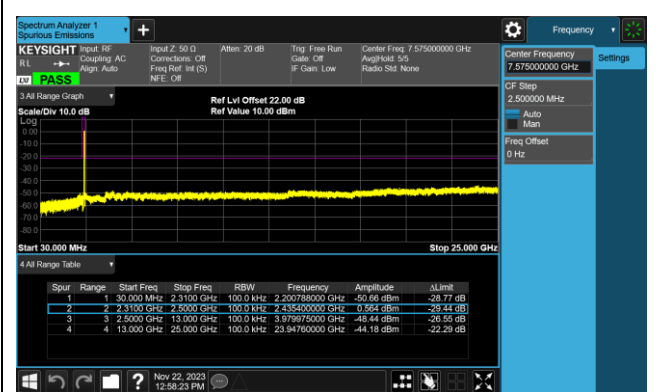 Spectrum Analyzer 1
Spurious Emissions
Frequency
KEYSIGHT
RL
LXI
PASS
Input: RF
Coupling: AC
Align: Auto
Input Z: 50 Ω
Corrections: Off
Freq Ref: Int (S)
NFE: Off
Atten: 20 dB
Trig: Free Run
Gate: Off
IF Gain: Low
Center Freq: 7.575000000 GHz
Avg|Hold: 5/5
Radio Std: None
Center Frequency
7.575000000 GHz
Settings
CF Step
2.500000 MHz
Auto
Man
Freq Offset
0 Hz
3 All Range Graph
Scale/Div 10.0 dB
Ref Lvl Offset 22.00 dB
Ref Value 10.00 dBm
Log
0.00
-10.0
-20.0
-30.0
-40.0
-50.0
-60.0
-70.0
-80.0
Start 30.000 MHz
Stop 25.000 GHz
4 All Range Table
Spur Range Start Freq Stop Freq RBW Frequency Amplitude ΔLimit
1 1 30.000 MHz 2.3100 GHz 100.0 kHz 2.200788000 GHz -50.66 dBm -28.77 dB
2 2 2.3100 GHz 2.5000 GHz 100.0 kHz 2.435400000 GHz 0.564 dBm -29.44 dB
3 3 2.5000 GHz 13.000 GHz 100.0 kHz 3.979975000 GHz -48.44 dBm -26.55 dB
4 4 13.000 GHz 25.000 GHz 100.0 kHz 23.94760000 GHz -44.18 dBm -22.29 dB
Nov 22, 2023
12:58:23 PM